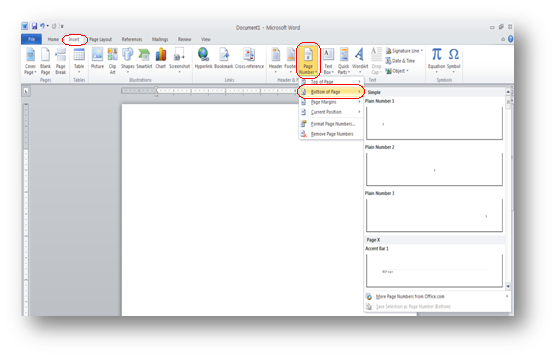 Document1 - Microsoft Word
File Home Insert Page Layout References Mailings Review View
Cover Page Blank Page Page Break Table Picture Clip Art Shapes SmartArt Chart Screenshot Hyperlink Bookmark Cross-reference Header Footer Page Number Text Box Quick Parts WordArt Drop Cap Signature Line Equation Symbol
Date & Time
Object
Pages Tables Illustrations Links Text Symbols
Top of Page
Bottom of Page
Page Margins
Current Position
Format Page Numbers...
Remove Page Numbers
Simple
Plain Number 1
Plain Number 2
Plain Number 3
Page X
Accent Bar 1
More Page Numbers from Office.com
Save Selection as Page Number (Bottom)